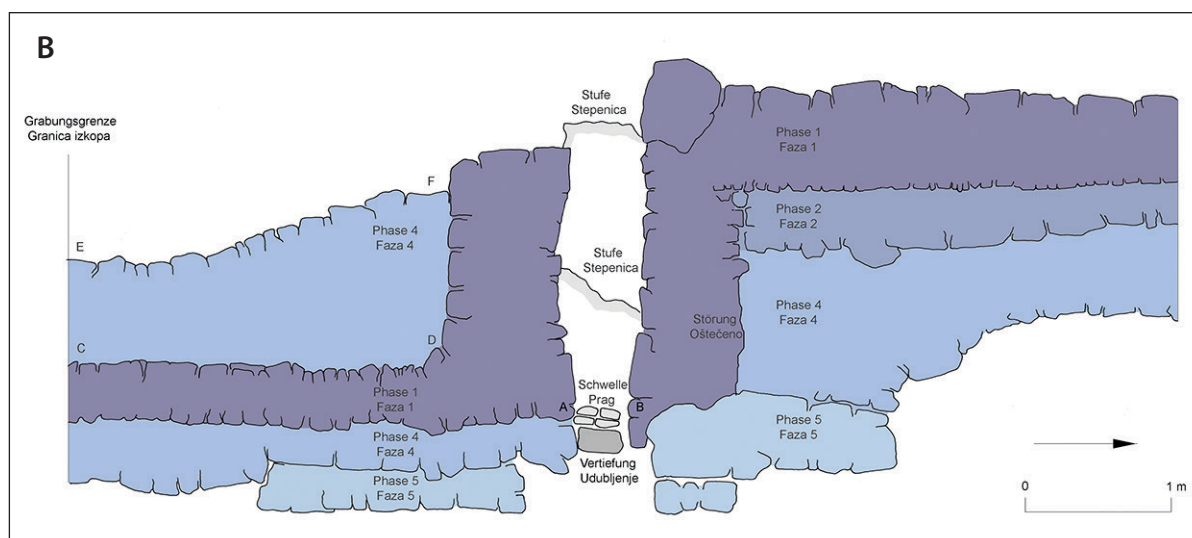 B
Grabungsgrenze
Granica izkopa
E
F
Phase 4
Faza 4
C
D
Phase 1
Faza 1
Phase 4
Faza 4
Phase 5
Faza 5
Stufe
Stepenica
Stufe
Stepenica
Schwelle
Prag
A
B
Vertiefung
Udubljenje
Phase 1
Faza 1
Phase 2
Faza 2
Störung
Oštečeno
Phase 4
Faza 4
Phase 5
Faza 5
0
1 m